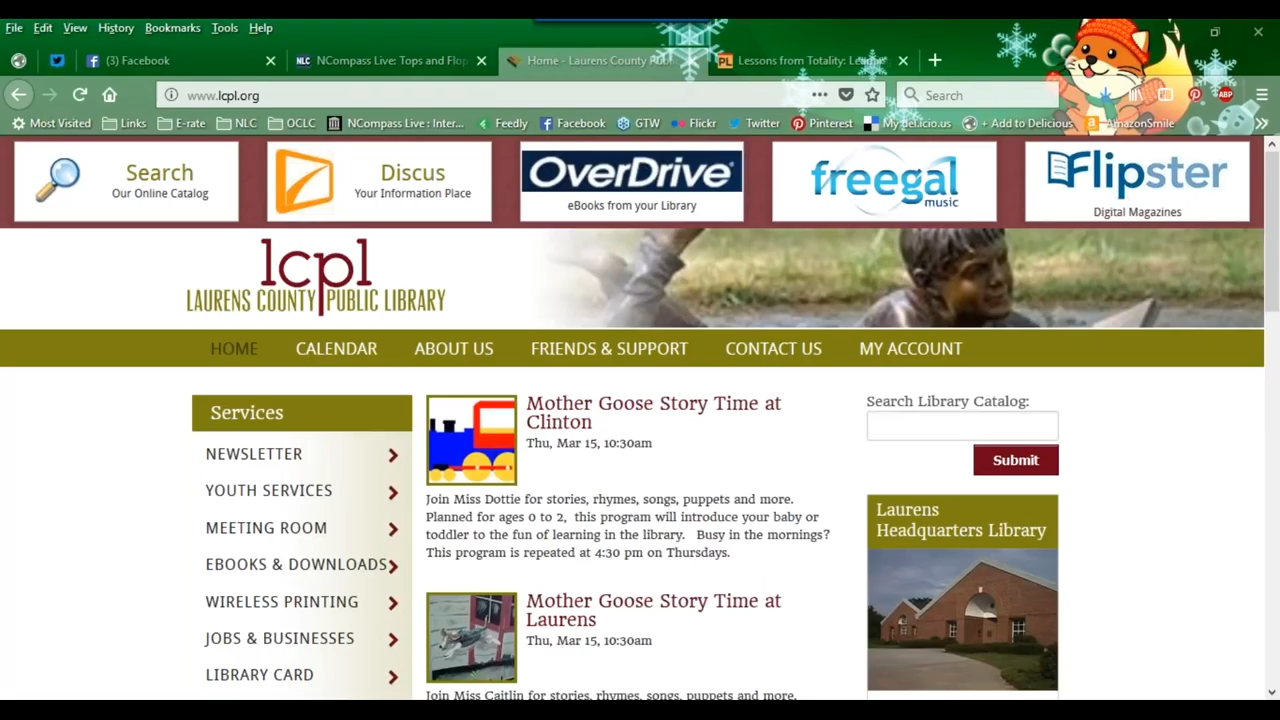 File Edit View History Bookmarks Tools Help
(3) Facebook NLC NCompass Live: Tops and Flop Home - Laurens County Public PL Lessons from Totality:
www.lcpl.org Search ABP
Most Visited Links E-rate NLC OCLC NCompass Live : Inter... Feedly Facebook GTW Flickr Twitter Pinterest My del.icio.us + Add to Delicious AmazonSmile
Search
Our Online Catalog
Discus
Your Information Place
OverDrive
eBooks from your Library
freegal
music
Flipster
Digital Magazines
lcpl
LAURENS COUNTY PUBLIC LIBRARY
HOME CALENDAR ABOUT US FRIENDS & SUPPORT CONTACT US MY ACCOUNT
Services
NEWSLETTER
YOUTH SERVICES
MEETING ROOM
EBOOKS & DOWNLOADS
WIRELESS PRINTING
JOBS & BUSINESSES
LIBRARY CARD
Mother Goose Story Time at
Clinton
Thu, Mar 15, 10:30am
Join Miss Dottie for stories, rhymes, songs, puppets and more.
Planned for ages 0 to 2, this program will introduce your baby or
toddler to the fun of learning in the library. Busy in the mornings?
This program is repeated at 4:30 pm on Thursdays.
Mother Goose Story Time at
Laurens
Thu, Mar 15, 10:30am
Join Miss Caitlin for stories, rhymes, songs, puppets and more.
Search Library Catalog:
Submit
Laurens
Headquarters Library